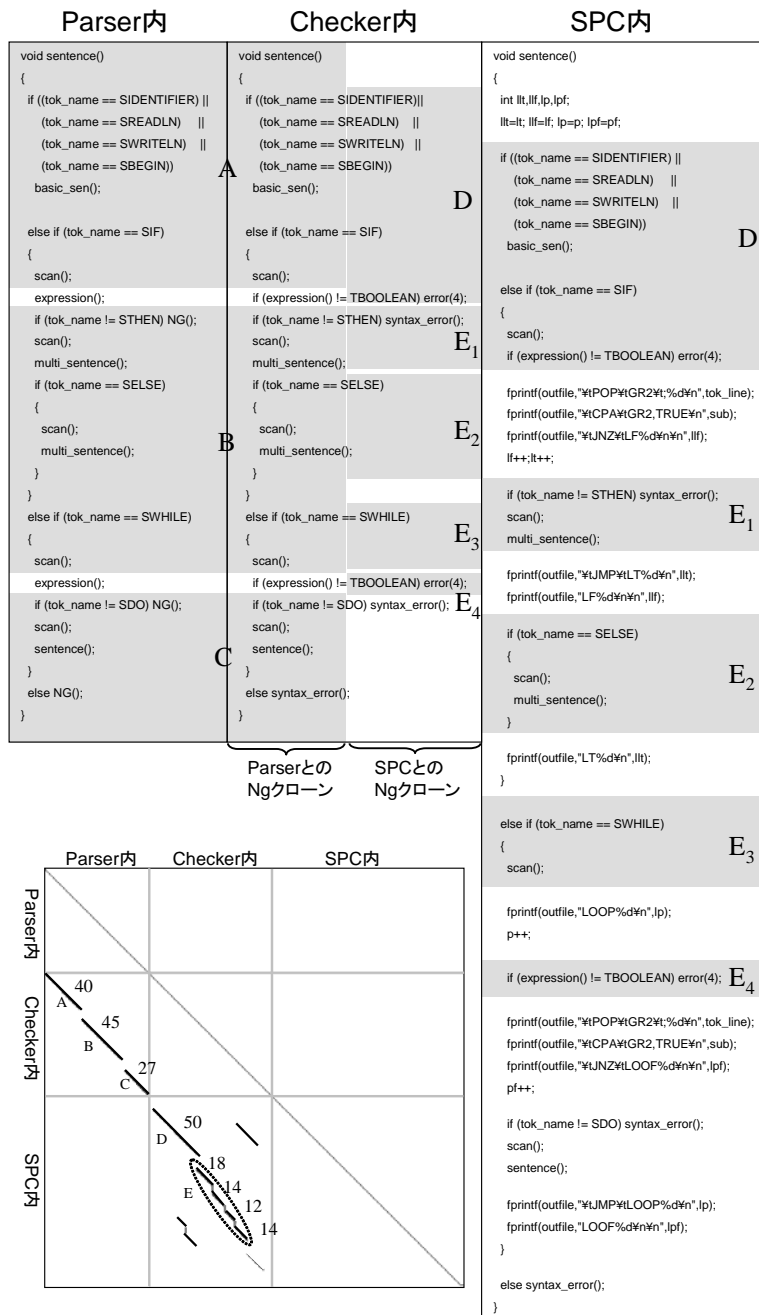 Parser内
void sentence()
{
if ((tok_name == SIDENTIFIER) ||
(tok_name == SREADLN) ||
(tok_name == SWRITELN) ||
(tok_name == SBEGIN))
basic_sen();
else if (tok_name == SIF)
{
scan();
expression();
if (tok_name != STHEN) NG();
scan();
multi_sentence();
if (tok_name == SELSE)
{
scan();
multi_sentence();
}
}
else if (tok_name == SWHILE)
{
scan();
expression();
if (tok_name != SDO) NG();
scan();
sentence();
}
else NG();
}
A
B
C
Checker内
void sentence()
{
if ((tok_name == SIDENTIFIER)||
(tok_name == SREADLN) ||
(tok_name == SWRITELN) ||
(tok_name == SBEGIN))
basic_sen();
else if (tok_name == SIF)
{
scan();
if (expression() != TBOOLEAN) error(4);
if (tok_name != STHEN) syntax_error();
scan();
multi_sentence();
if (tok_name == SELSE)
{
scan();
multi_sentence();
}
}
else if (tok_name == SWHILE)
{
scan();
if (expression() != TBOOLEAN) error(4);
if (tok_name != SDO) syntax_error();
scan();
sentence();
}
else syntax_error();
}
D
E1
E2
E3
E4
Parserとの
Ngクローン
SPCとの
Ngクローン
SPC内
void sentence()
{
int llt,llf,lp,lpf;
llt=lt; llf=lf; lp=p; lpf=pf;
if ((tok_name == SIDENTIFIER) ||
(tok_name == SREADLN) ||
(tok_name == SWRITELN) ||
(tok_name == SBEGIN))
basic_sen();
D
else if (tok_name == SIF)
{
scan();
if (expression() != TBOOLEAN) error(4);
fprintf(outfile,"¥tPOP¥tGR2¥t;%d¥n",tok_line);
fprintf(outfile,"¥tCPA¥tGR2,TRUE¥n",sub);
fprintf(outfile,"¥tJNZ¥tLF%d¥n¥n",llf);
lf++;lt++;
if (tok_name != STHEN) syntax_error();
scan();
multi_sentence();
E1
fprintf(outfile,"¥tJMP¥tLT%d¥n",llt);
fprintf(outfile,"LF%d¥n¥n",llf);
if (tok_name == SELSE)
{
scan();
multi_sentence();
}
E2
fprintf(outfile,"LT%d¥n",llt);
}
else if (tok_name == SWHILE)
{
scan();
E3
fprintf(outfile,"LOOP%d¥n",lp);
p++;
if (expression() != TBOOLEAN) error(4);
E4
fprintf(outfile,"¥tPOP¥tGR2¥t;%d¥n",tok_line);
fprintf(outfile,"¥tCPA¥tGR2,TRUE¥n",sub);
fprintf(outfile,"¥tJNZ¥tLOOF%d¥n¥n",lpf);
pf++;
if (tok_name != SDO) syntax_error();
scan();
sentence();
fprintf(outfile,"¥tJMP¥tLOOP%d¥n",lp);
fprintf(outfile,"LOOF%d¥n¥n",lpf);
}
else syntax_error();
}
Parser内
Checker内
SPC内
Parser内
Checker内
SPC内
40
A
45
B
27
C
50
D
18
14
E
12
14